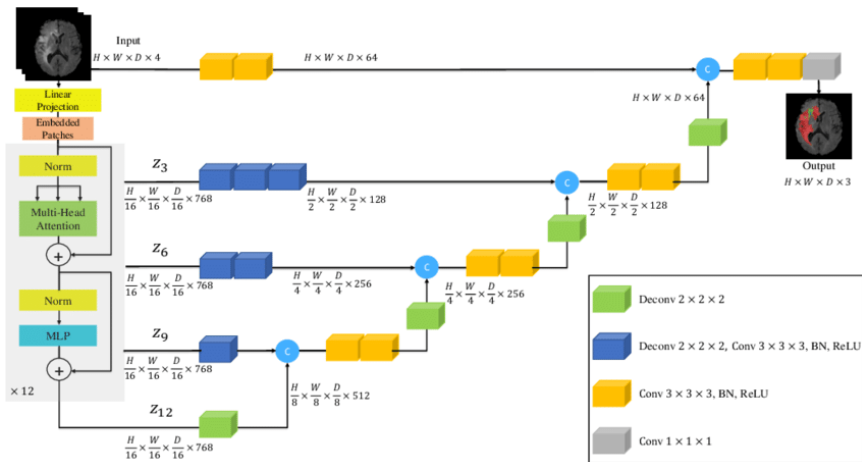 Input
H × W × D × 4
H × W × D × 64
C
Linear
Projection
Embedded
Patches
H × W × D × 64
Output
H × W × D × 3
Norm
Multi-Head
Attention
+
Norm
MLP
+
× 12
Z₃
H/16 × W/16 × D/16 × 768
H/2 × W/2 × D/2 × 128
C
H/2 × W/2 × D/2 × 128
Z₆
H/16 × W/16 × D/16 × 768
H/4 × W/4 × D/4 × 256
C
H/4 × W/4 × D/4 × 256
Z₉
H/16 × W/16 × D/16 × 768
C
H/8 × W/8 × D/8 × 512
Z₁₂
H/16 × W/16 × D/16 × 768
Deconv 2 × 2 × 2
Deconv 2 × 2 × 2, Conv 3 × 3 × 3, BN, ReLU
Conv 3 × 3 × 3, BN, ReLU
Conv 1 × 1 × 1